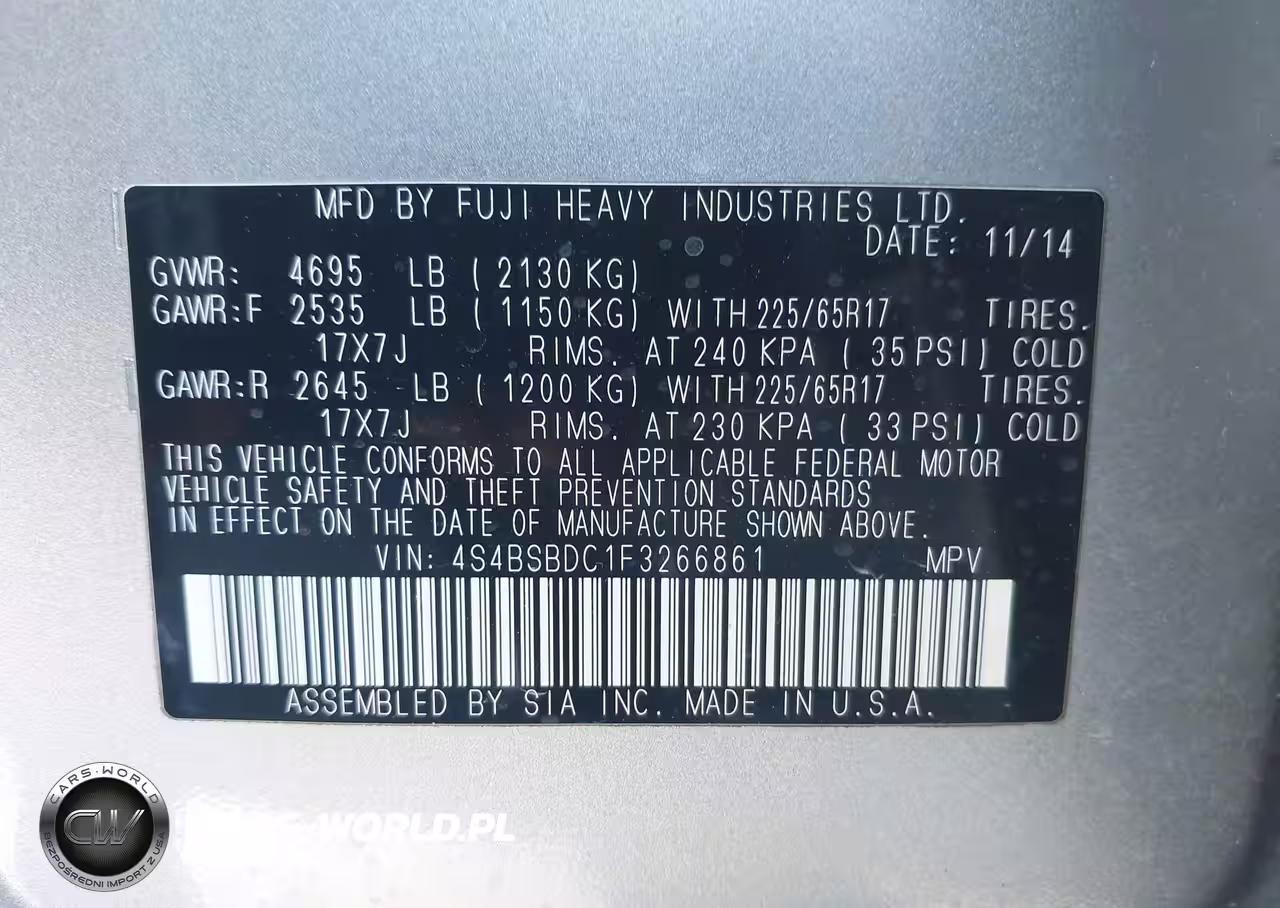 MFD BY FUJI HEAVY INDUSTRIES LTD.
DATE: 11/14
GVWR: 4695 LB ( 2130 KG)
GAWR:F 2535 LB ( 1150 KG) WITH 225/65R17 TIRES.
17X7J RIMS. AT 240 KPA ( 35 PSI) COLD
GAWR:R 2645 LB ( 1200 KG) WITH 225/65R17 TIRES.
17X7J RIMS. AT 230 KPA ( 33 PSI) COLD
THIS VEHICLE CONFORMS TO ALL APPLICABLE FEDERAL MOTOR
VEHICLE SAFETY AND THEFT PREVENTION STANDARDS
IN EFFECT ON THE DATE OF MANUFACTURE SHOWN ABOVE.
VIN: 4S4BSBDC1F3266861 MPV
ASSEMBLED BY SIA INC. MADE IN U.S.A.
CARS-WORLD
CW
BEZPOŚREDNI IMPORT Z USA
-WORLD.PL